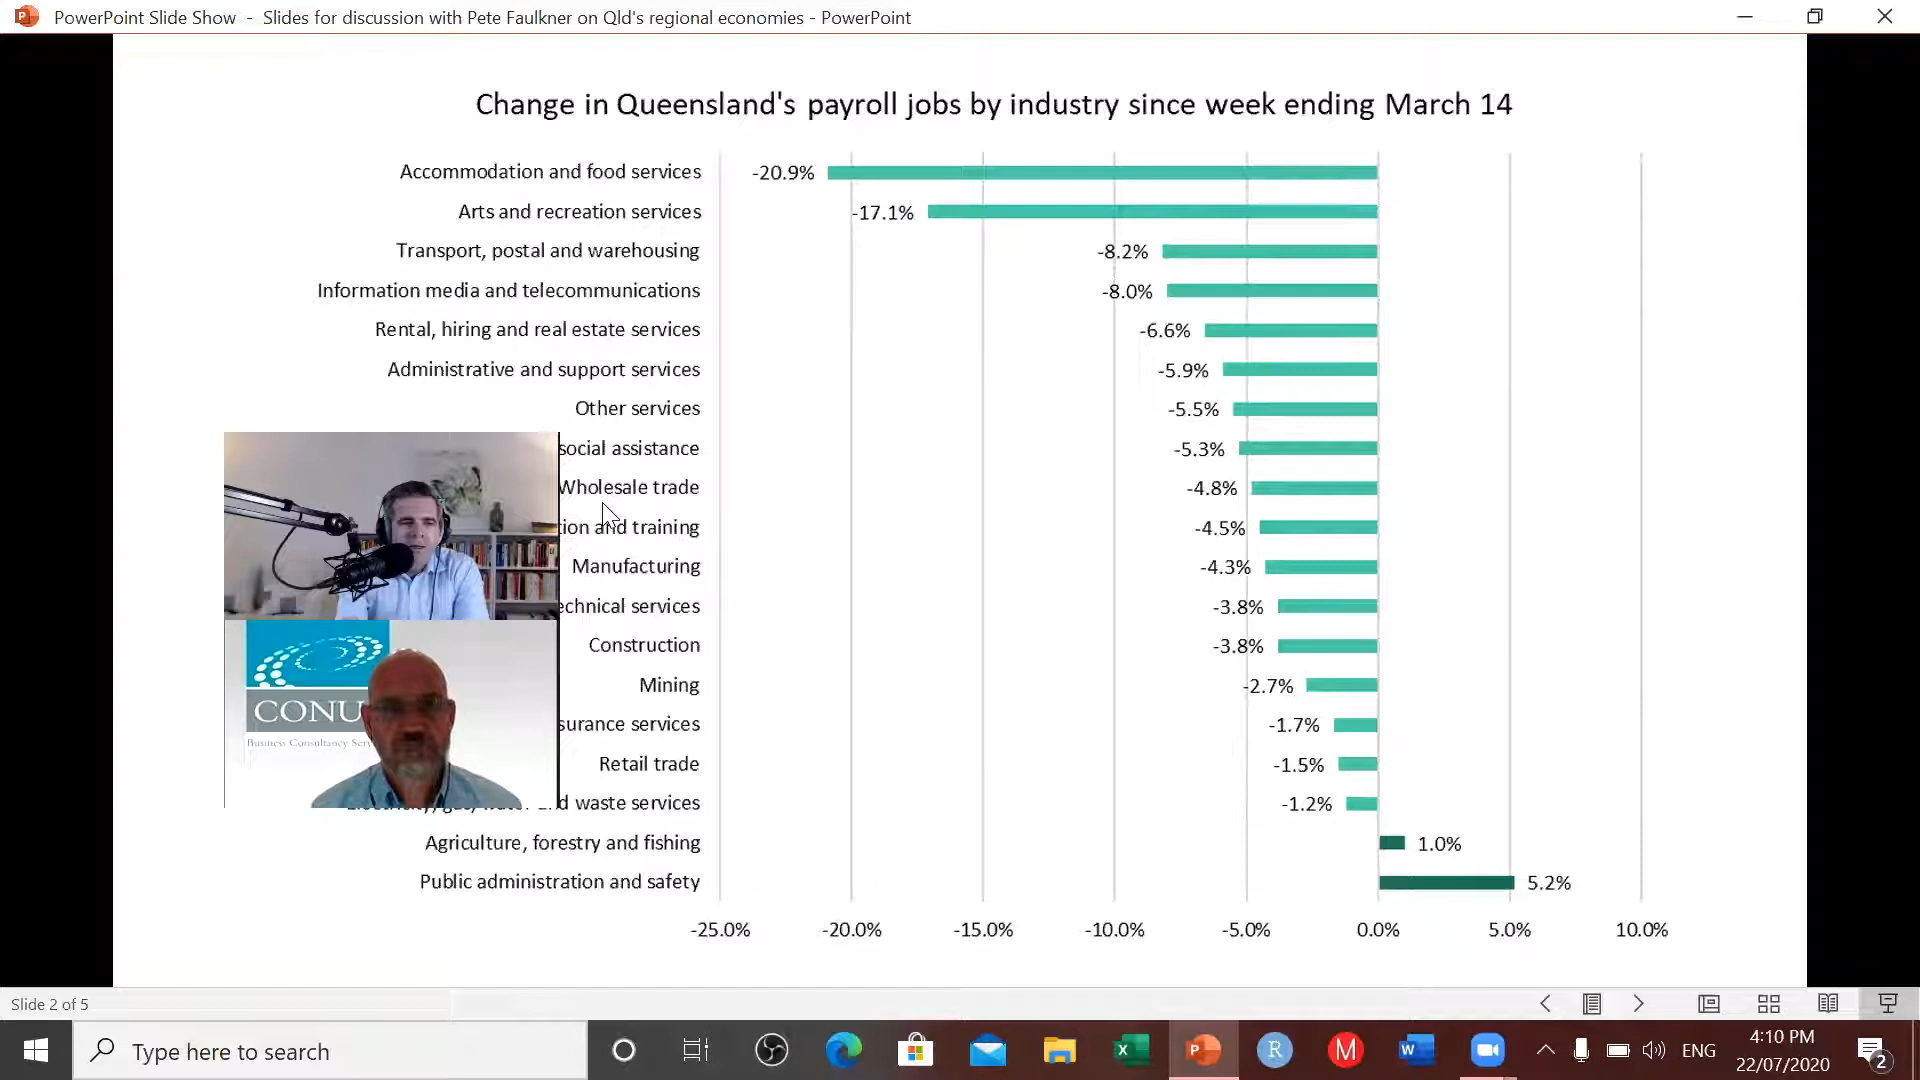 PowerPoint Slide Show - Slides for discussion with Pete Faulkner on Qld's regional economies - PowerPoint
Change in Queensland's payroll jobs by industry since week ending March 14
Accommodation and food services -20.9%
Arts and recreation services -17.1%
Transport, postal and warehousing -8.2%
Information media and telecommunications -8.0%
Rental, hiring and real estate services -6.6%
Administrative and support services -5.9%
Other services -5.5%
social assistance -5.3%
Wholesale trade -4.8%
tion and training -4.5%
Manufacturing -4.3%
echnical services -3.8%
Construction -3.8%
Mining -2.7%
surance services -1.7%
Retail trade -1.5%
and waste services -1.2%
Agriculture, forestry and fishing 1.0%
Public administration and safety 5.2%
-25.0% -20.0% -15.0% -10.0% -5.0% 0.0% 5.0% 10.0%
CONU
Business Consultancy Serv
Slide 2 of 5
Type here to search
ENG
4:10 PM
22/07/2020
2